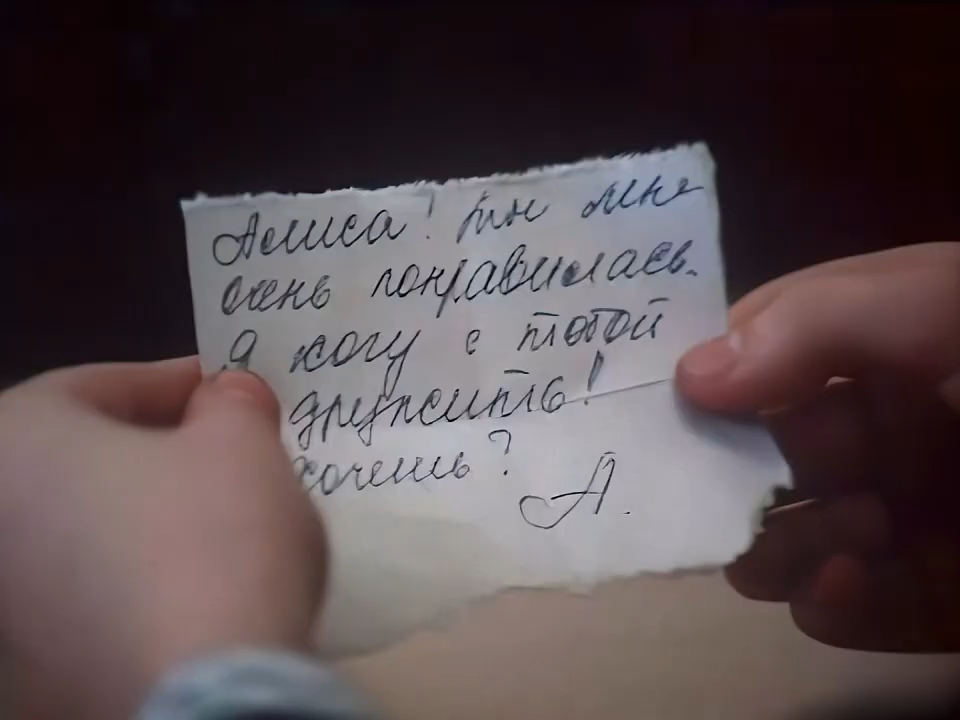 Алиса! ты мне
очень понравилась.
Я хочу с тобой
дружить!
хочешь?
А.